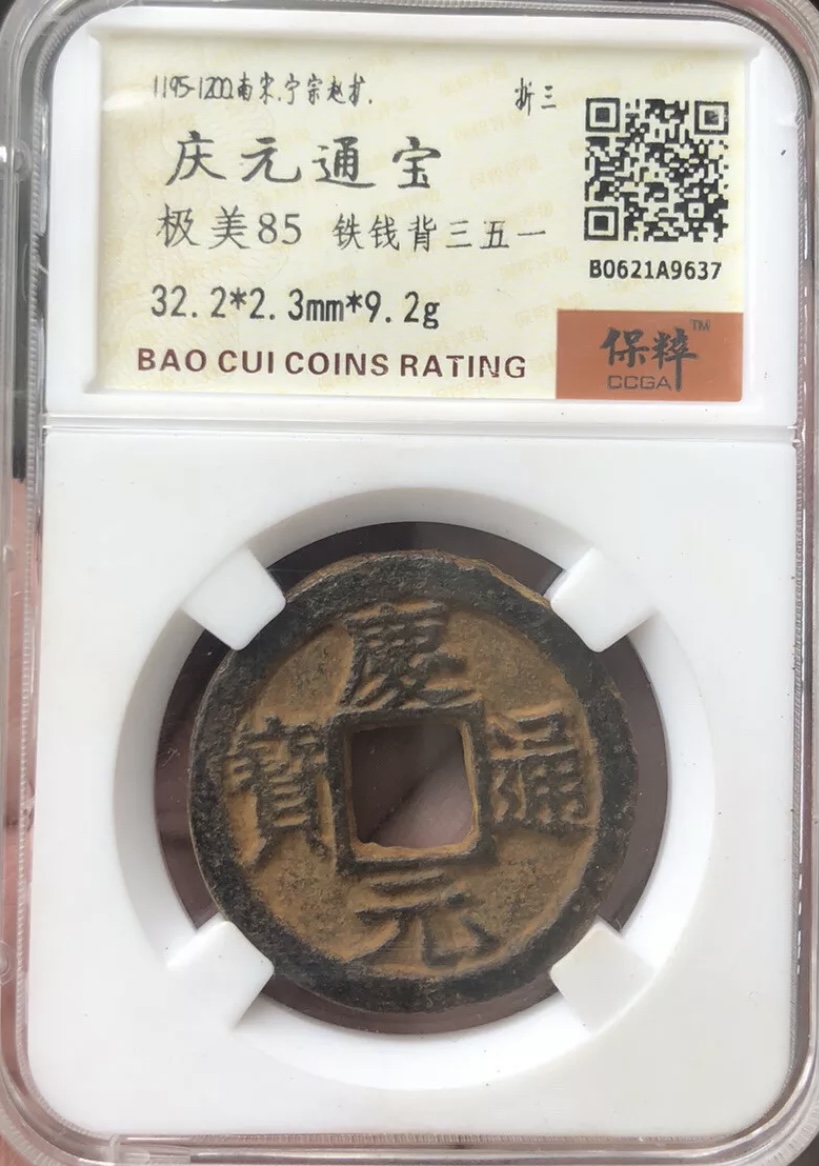 1195-1200南宋.宁宗赵扩.
折三
庆元通宝
极美85 铁钱背三五一
B0621A9637
32.2*2.3mm*9.2g
BAO CUI COINS RATING
保粹™
CCGA
慶元通寶